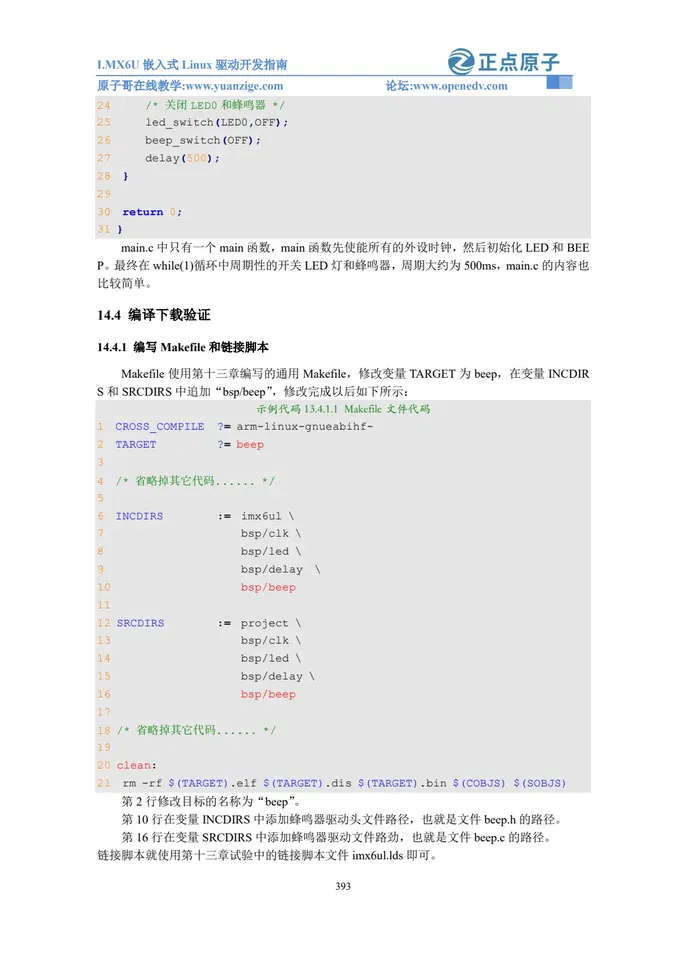 I.MX6U 嵌入式 Linux 驱动开发指南
正点原子
原子哥在线教学:www.yuanzige.com 论坛:www.openedv.com
24 /* 关闭 LED0 和蜂鸣器 */
25 led_switch(LED0,OFF);
26 beep_switch(OFF);
27 delay(500);
28 }
29
30 return 0;
31 }
main.c 中只有一个 main 函数，main 函数先使能所有的外设时钟，然后初始化 LED 和 BEE
P。最终在 while(1)循环中周期性的开关 LED 灯和蜂鸣器，周期大约为 500ms，main.c 的内容也
比较简单。
14.4 编译下载验证
14.4.1 编写 Makefile 和链接脚本
Makefile 使用第十三章编写的通用 Makefile，修改变量 TARGET 为 beep，在变量 INCDIR
S 和 SRCDIRS 中追加“bsp/beep”，修改完成以后如下所示：
示例代码 13.4.1.1 Makefile 文件代码
1 CROSS_COMPILE ?= arm-linux-gnueabihf-
2 TARGET ?= beep
3
4 /* 省略掉其它代码...... */
5
6 INCDIRS := imx6ul \
7 bsp/clk \
8 bsp/led \
9 bsp/delay \
10 bsp/beep
11
12 SRCDIRS := project \
13 bsp/clk \
14 bsp/led \
15 bsp/delay \
16 bsp/beep
17
18 /* 省略掉其它代码...... */
19
20 clean:
21 rm -rf $(TARGET).elf $(TARGET).dis $(TARGET).bin $(COBJS) $(SOBJS)
第 2 行修改目标的名称为“beep”。
第 10 行在变量 INCDIRS 中添加蜂鸣器驱动头文件路径，也就是文件 beep.h 的路径。
第 16 行在变量 SRCDIRS 中添加蜂鸣器驱动文件路劲，也就是文件 beep.c 的路径。
链接脚本就使用第十三章试验中的链接脚本文件 imx6ul.lds 即可。
393